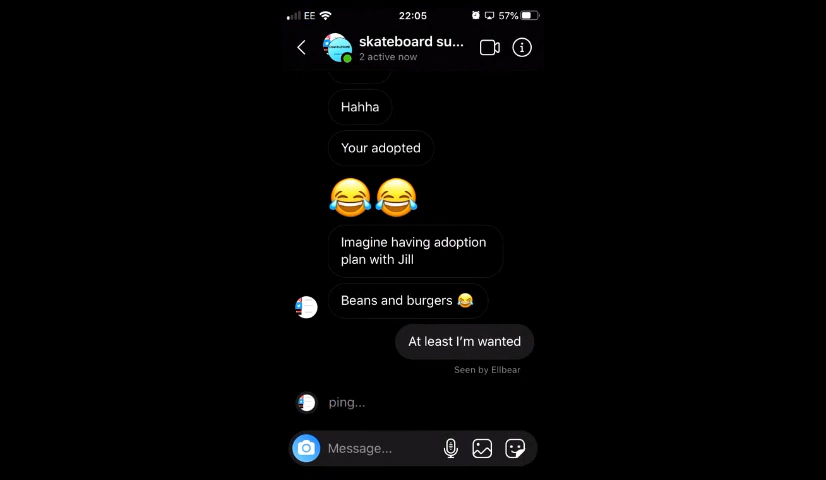 EE 22:05 57%
skateboard su...
2 active now
Hahha
Your adopted
Imagine having adoption
plan with Jill
Beans and burgers 😂
At least I'm wanted
Seen by Ellbear
ping...
Message...